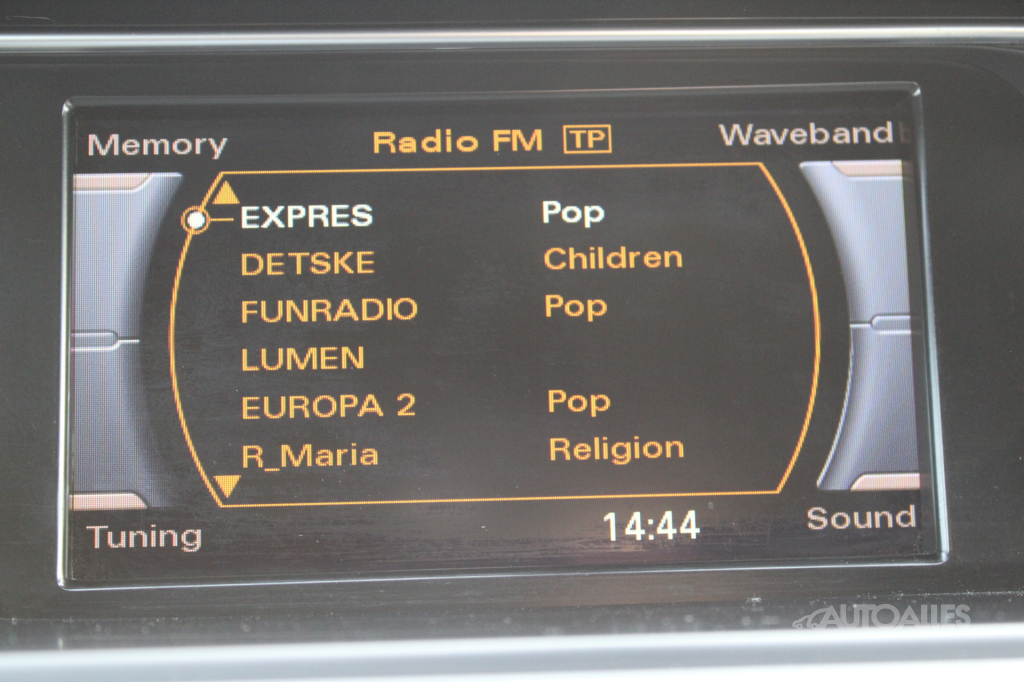 Memory Radio FM TP Waveband
EXPRES Pop
DETSKE Children
FUNRADIO Pop
LUMEN
EUROPA 2 Pop
R_Maria Religion
Tuning 14:44 Sound
AUTOALLES